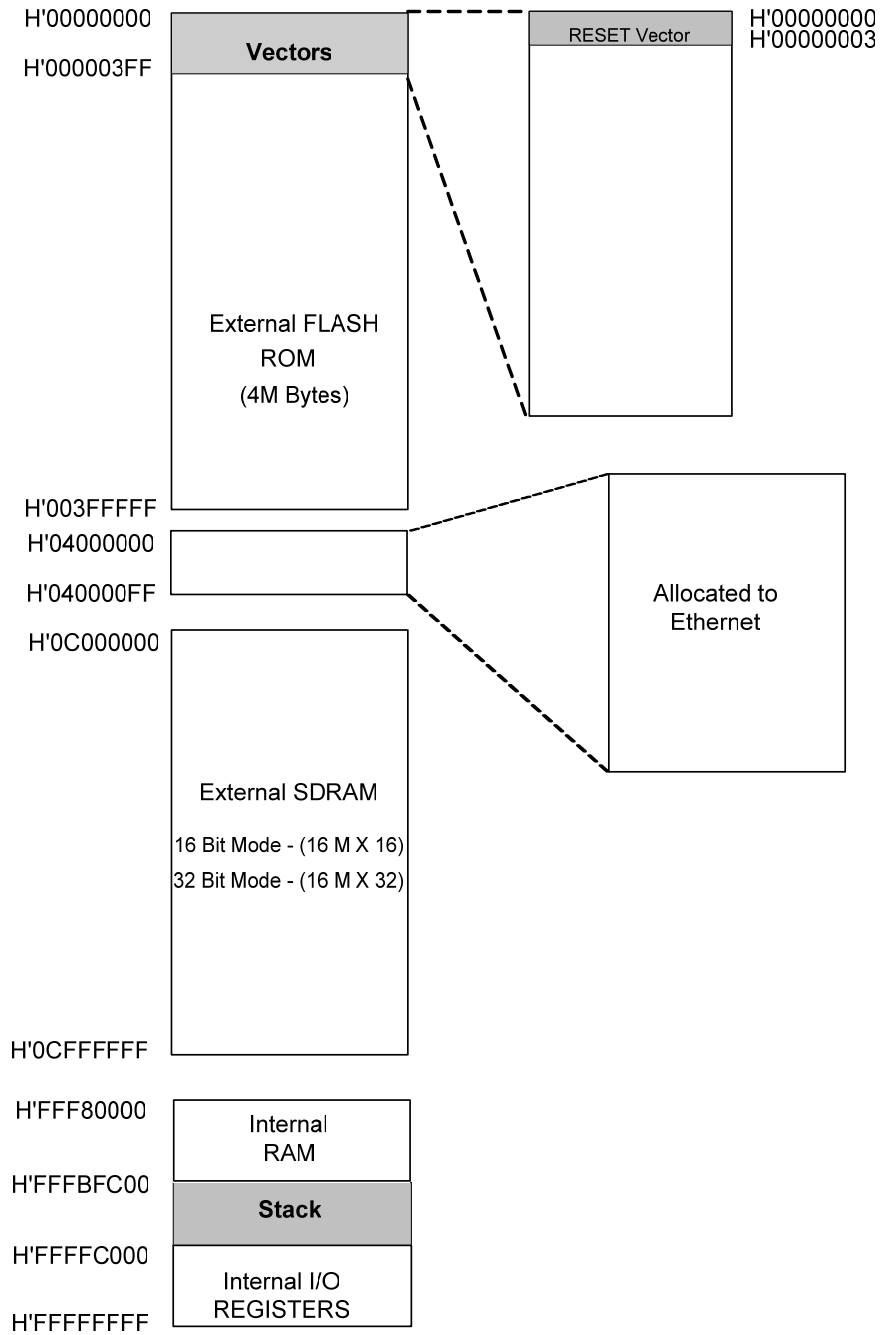 H'00000000
Vectors
H'000003FF
RESET Vector
H'00000000
H'00000003
External FLASH
ROM
(4M Bytes)
H'003FFFFF
H'04000000
H'040000FF
Allocated to
Ethernet
H'0C000000
External SDRAM
16 Bit Mode - (16 M X 16)
32 Bit Mode - (16 M X 32)
H'0CFFFFFF
H'FFF80000
Internal
RAM
H'FFFBFC00
Stack
H'FFFFC000
Internal I/O
REGISTERS
H'FFFFFFFF